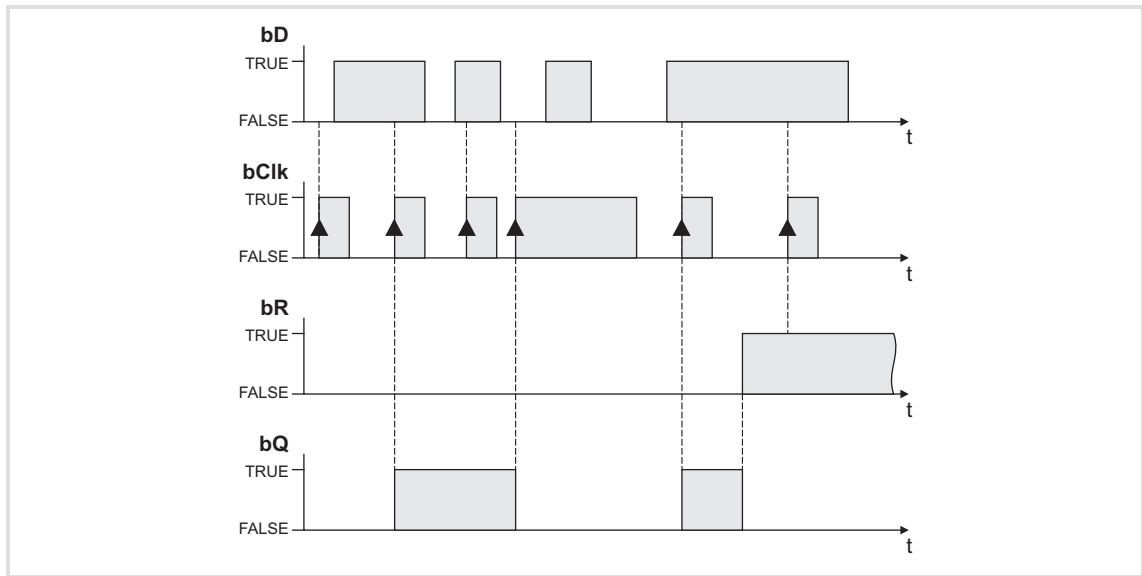 bD
TRUE
FALSE
t
bClk
TRUE
FALSE
t
bR
TRUE
FALSE
t
bQ
TRUE
FALSE
t